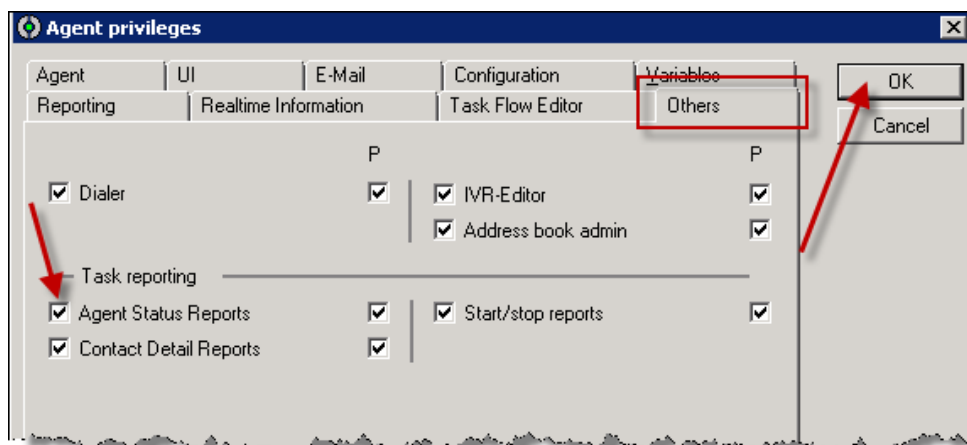 Agent privileges
Agent UI E-Mail Configuration Variables
Reporting Realtime Information Task Flow Editor Others
OK
Cancel
P P
Dialer IVR-Editor
Address book admin
Task reporting
Agent Status Reports Start/stop reports
Contact Detail Reports